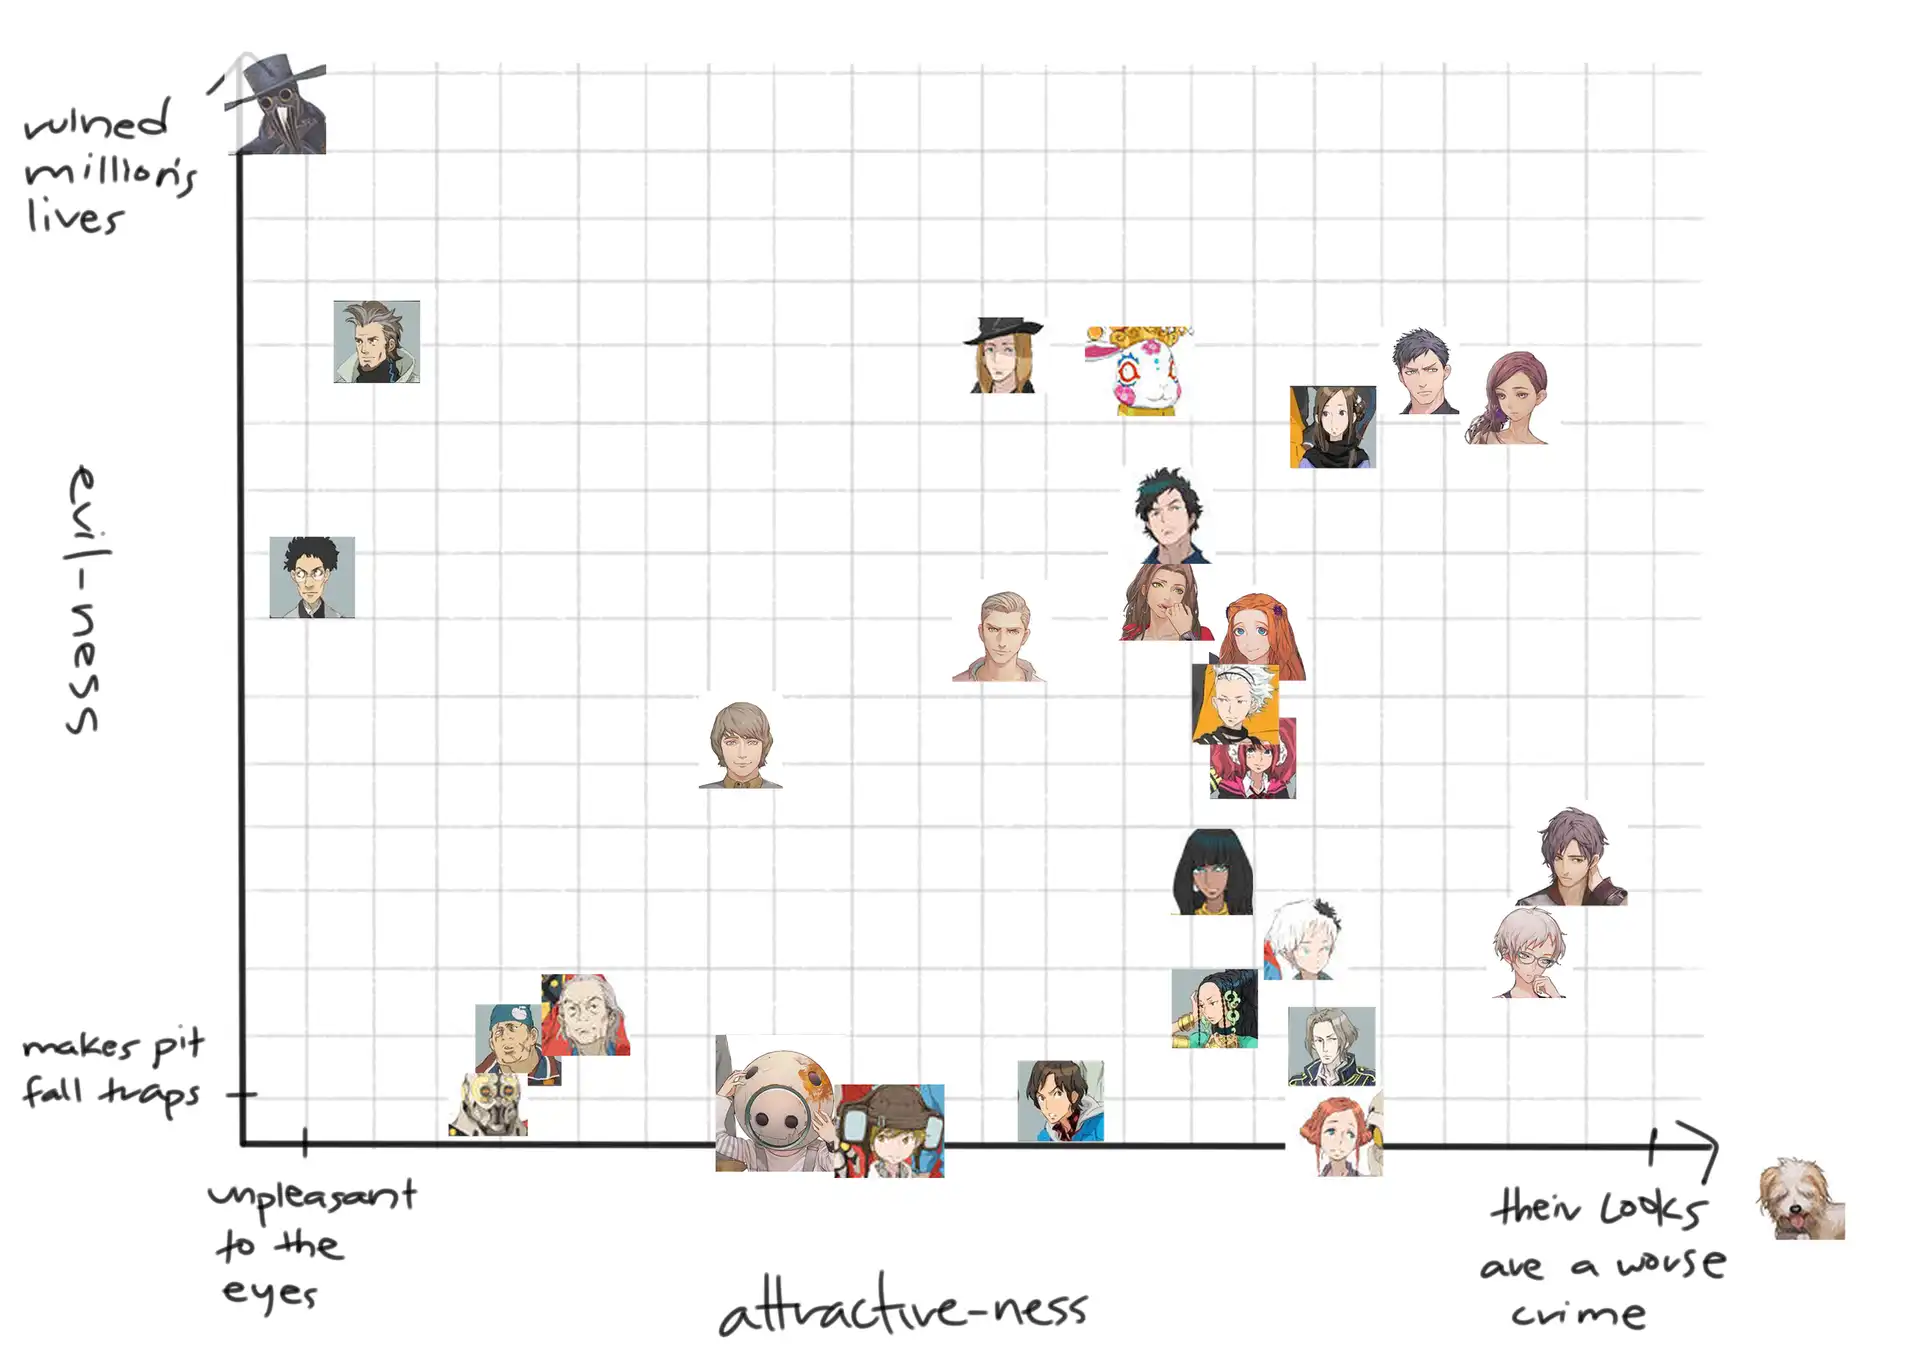 ruined
million's
lives
evil-ness
makes pit
fall traps
unpleasant
to the
eyes
attractive-ness
their looks
are a worse
crime